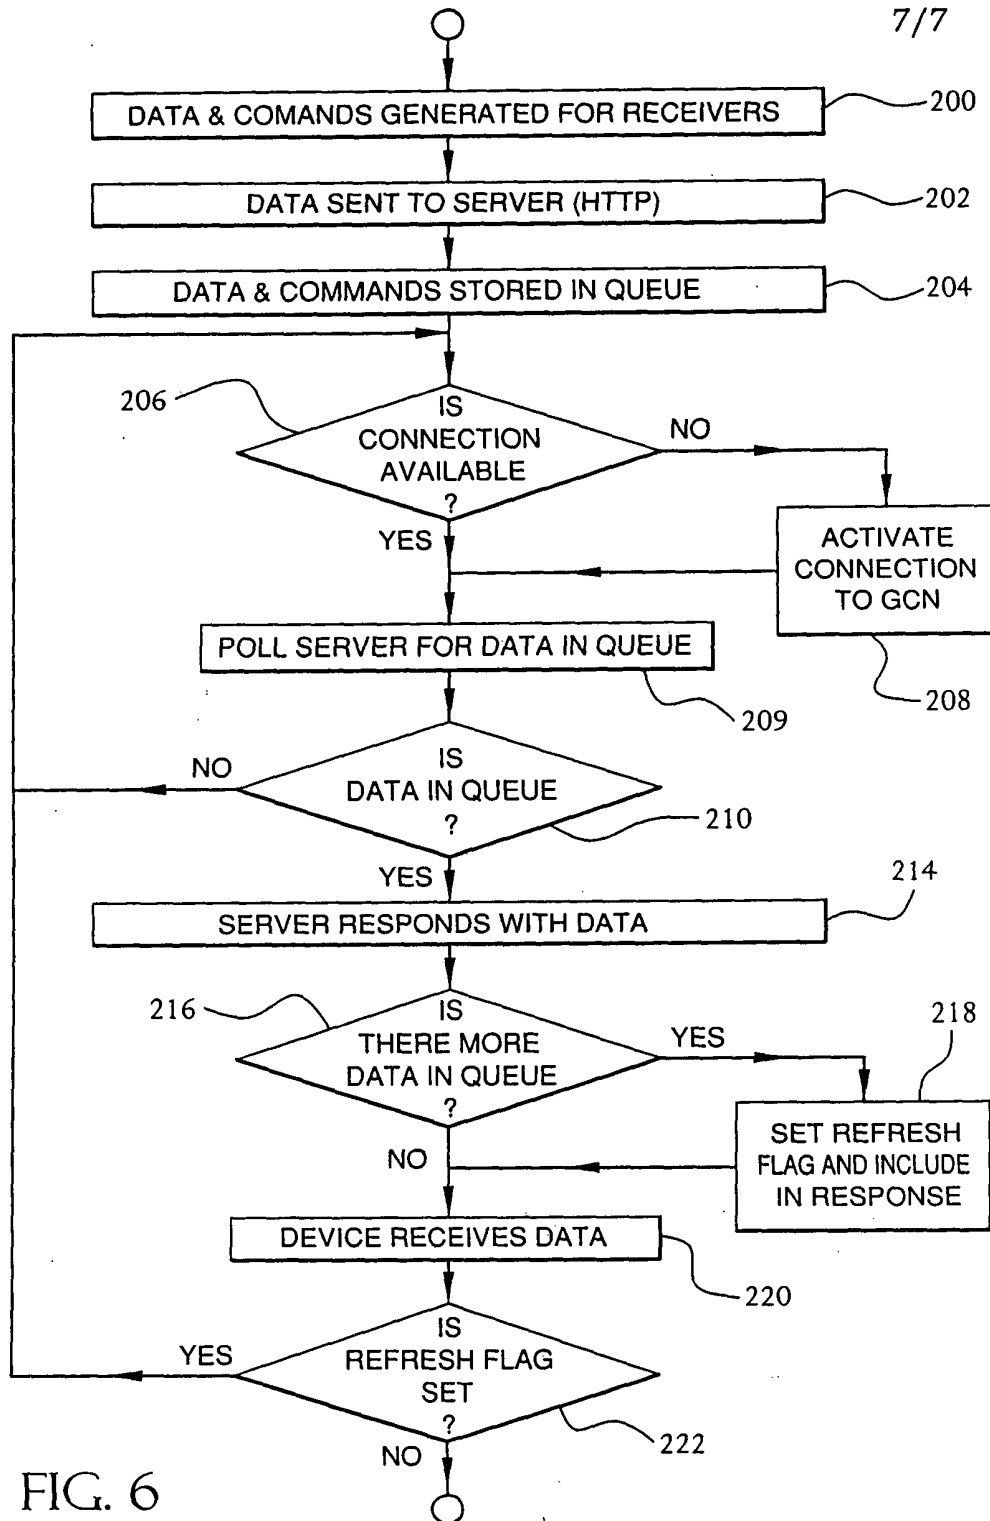 7/7
DATA & COMANDS GENERATED FOR RECEIVERS
200
DATA SENT TO SERVER (HTTP)
202
DATA & COMMANDS STORED IN QUEUE
204
206
IS
CONNECTION
AVAILABLE
?
NO
YES
ACTIVATE
CONNECTION
TO GCN
208
POLL SERVER FOR DATA IN QUEUE
209
IS
DATA IN QUEUE
?
NO
210
YES
214
SERVER RESPONDS WITH DATA
216
IS
THERE MORE
DATA IN QUEUE
?
YES
218
NO
SET REFRESH
FLAG AND INCLUDE
IN RESPONSE
DEVICE RECEIVES DATA
220
IS
REFRESH FLAG
SET
?
YES
222
NO
FIG. 6